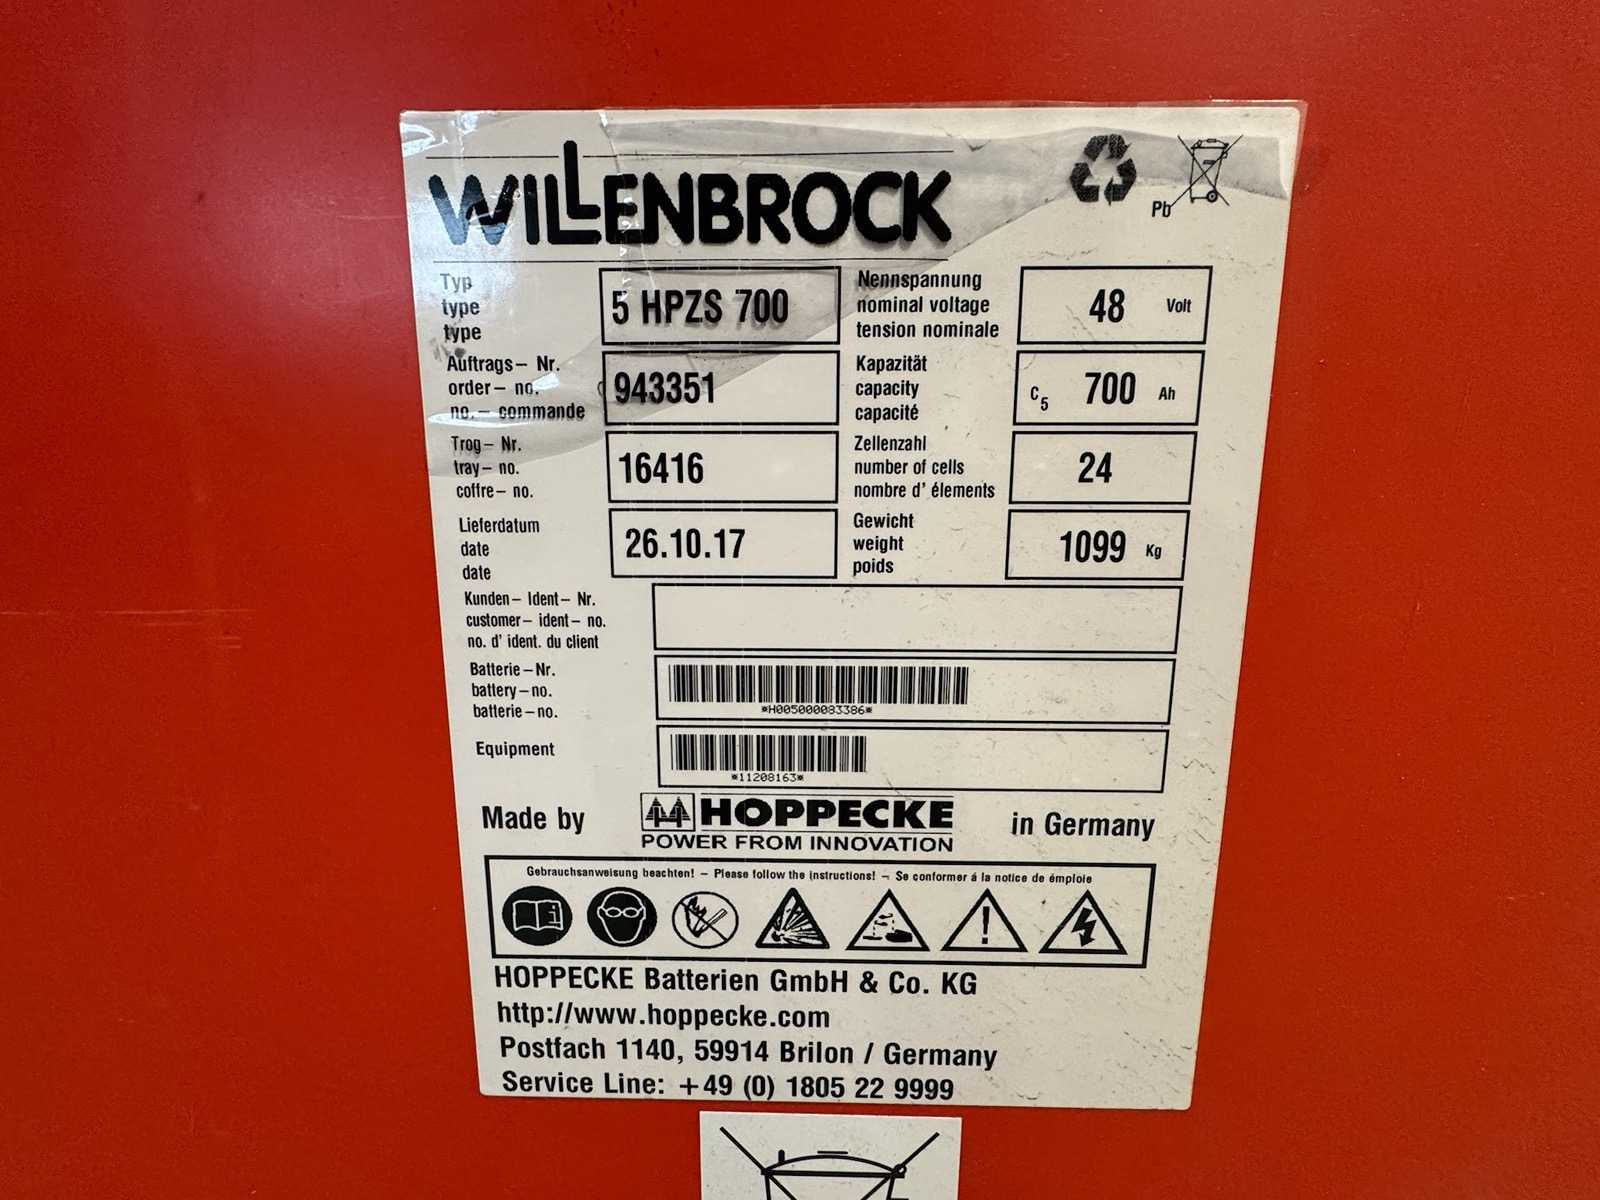 WILLENBROCK
Pb
Typ
type
type
5 HPZS 700
Nennspannung
nominal voltage
tension nominale
48 Volt
Auftrags- Nr.
order- no.
no.- commande
943351
Kapazität
capacity
capacité
C5 700 Ah
Trog- Nr.
tray- no.
coffre- no.
16416
Zellenzahl
number of cells
nombre d' élements
24
Lieferdatum
date
date
26.10.17
Gewicht
weight
poids
1099 Kg
Kunden- Ident- Nr.
customer- ident- no.
no. d' ident. du client
Batterie-Nr.
battery-no.
batterie-no.
*H005000083386*
Equipment
*11208163*
Made by HOPPECKE in Germany
POWER FROM INNOVATION
Gebrauchsanweisung beachten! - Please follow the instructions! - Se conformer á la notice de émploie
HOPPECKE Batterien GmbH & Co. KG
http://www.hoppecke.com
Postfach 1140, 59914 Brilon / Germany
Service Line: +49 (0) 1805 22 9999